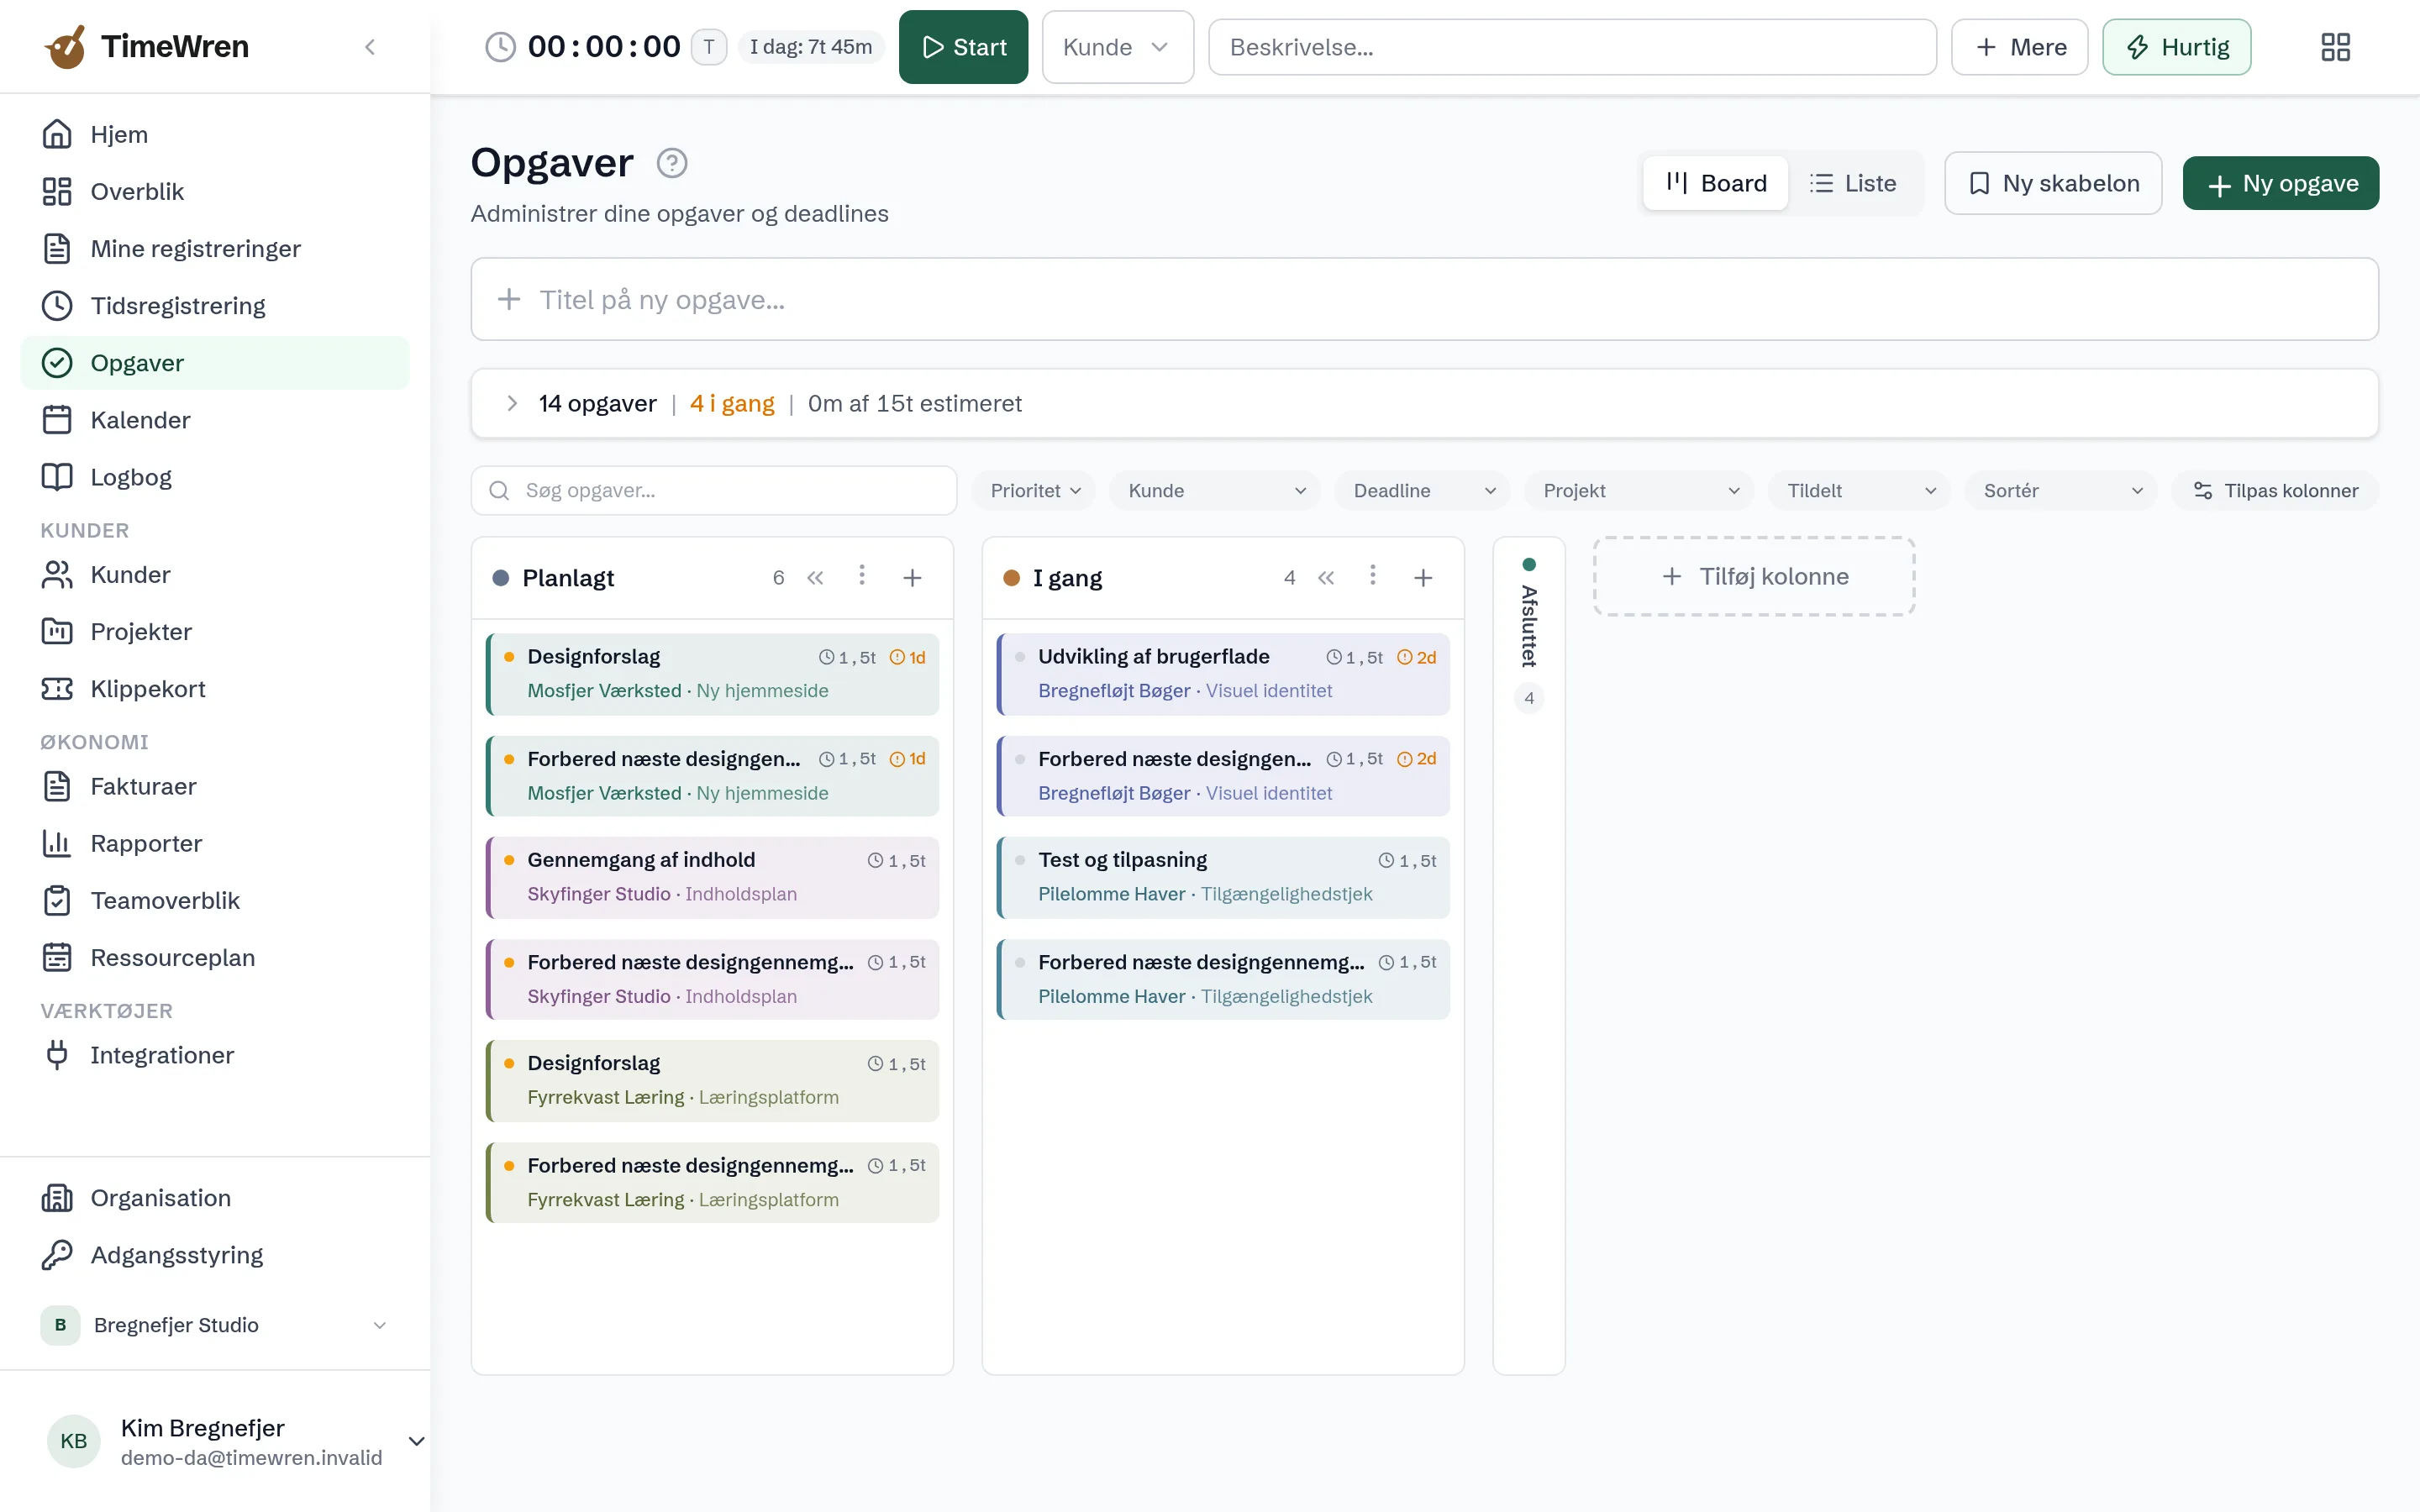 TimeWren
00:00:00 T I dag: 7t 45m Start Kunde Beskrivelse... Mere Hurtig
Hjem
Overblik
Mine registreringer
Tidsregistrering
Opgaver
Kalender
Logbog
KUNDER
Kunder
Projekter
Klippekort
ØKONOMI
Fakturaer
Rapporter
Teamoverblik
Ressourceplan
VÆRKTØJER
Integrationer
Organisation
Adgangsstyring
B Bregnefjer Studio
KB Kim Bregnefjer
demo-da@timewren.invalid
Opgaver
Administrer dine opgaver og deadlines
Board Liste Ny skabelon Ny opgave
Titel på ny opgave...
14 opgaver | 4 i gang | 0m af 15t estimeret
Søg opgaver... Prioritet Kunde Deadline Projekt Tildelt Sortér Tilpas kolonner
Planlagt 6
Designforslag 1,5t 1d
Mosfjer Værksted · Ny hjemmeside
Forbered næste designgen... 1,5t 1d
Mosfjer Værksted · Ny hjemmeside
Gennemgang af indhold 1,5t
Skyfinger Studio · Indholdsplan
Forbered næste designgennemg... 1,5t
Skyfinger Studio · Indholdsplan
Designforslag 1,5t
Fyrrekvast Læring · Læringsplatform
Forbered næste designgennemg... 1,5t
Fyrrekvast Læring · Læringsplatform
I gang 4
Udvikling af brugerflade 1,5t 2d
Bregnefløjt Bøger · Visuel identitet
Forbered næste designgen... 1,5t 2d
Bregnefløjt Bøger · Visuel identitet
Test og tilpasning 1,5t
Pilelomme Haver · Tilgængelighedstjek
Forbered næste designgennemg... 1,5t
Pilelomme Haver · Tilgængelighedstjek
Afsluttet
4
Tilføj kolonne